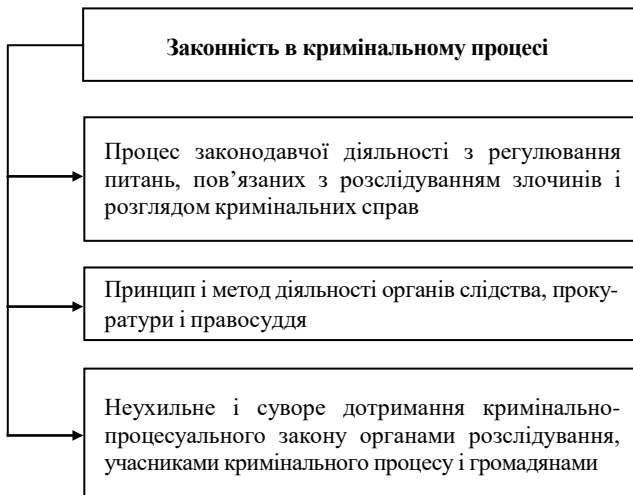 Законність в кримінальному процесі
Процес законодавчої діяльності з регулювання
питань, пов’язаних з розслідуванням злочинів і
розглядом кримінальних справ
Принцип і метод діяльності органів слідства, проку-
ратури і правосуддя
Неухильне і суворе дотримання кримінально-
процесуального закону органами розслідування,
учасниками кримінального процесу і громадянами